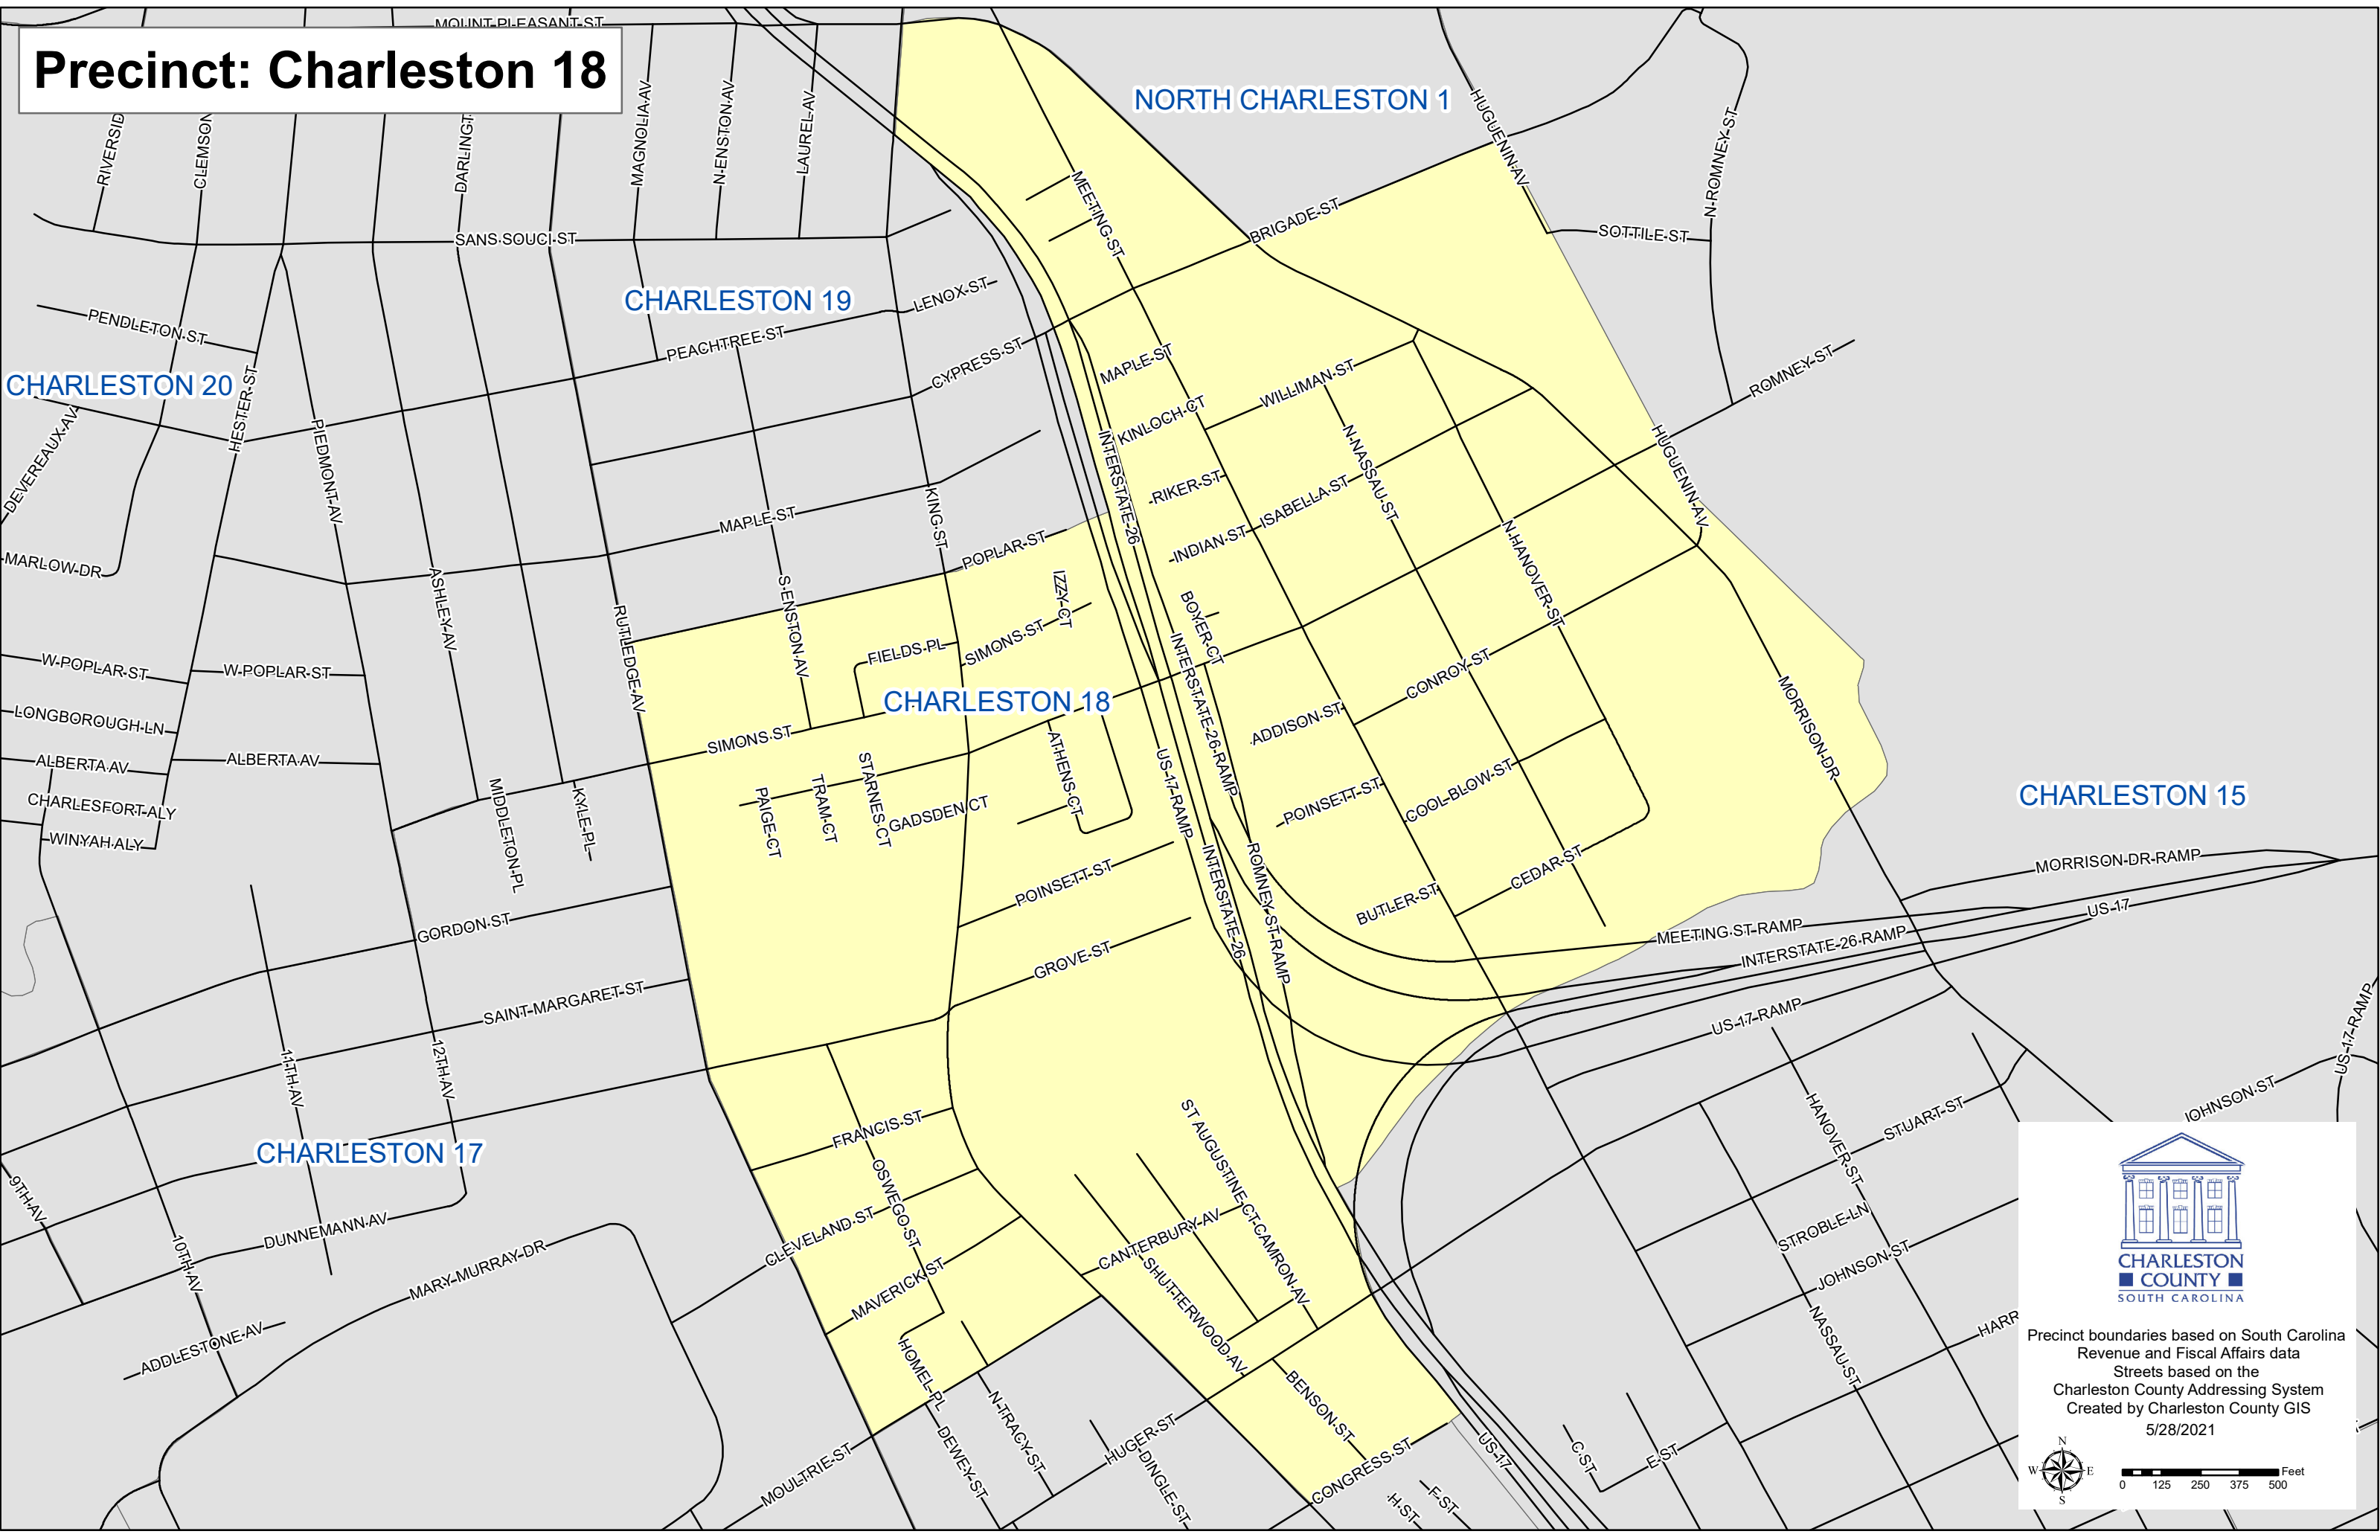 MOUNT PLEASANT ST
Precinct: Charleston 18
NORTH CHARLESTON 1
RIVERSID
CLEMSON
DARLINGT
MAGNOLIA AV
N ENSTON AV
LAUREL AV
HUGUENIN AV
N ROMNEY ST
MEETING ST
BRIGADE ST
SANS SOUCI ST
SOTTILE ST
CHARLESTON 19
LENOX ST
PENDLETON ST
PEACHTREE ST
CYPRESS ST
MAPLE ST
WILLIMAN ST
ROMNEY ST
CHARLESTON 20
HESTER ST
DEVEREAUX AV
PIEDMONT AV
KINLOCH CT
INTERSTATE 26
N NASSAU ST
HUGUENIN AV
RIKER ST
ISABELLA ST
INDIAN ST
KING ST
MAPLE ST
POPLAR ST
N HANOVER ST
MARLOW DR
ASHLEY AV
S ENSTON AV
IZZY CT
BOYER CT
RUTLEDGE AV
FIELDS PL
SIMONS ST
INTERSTATE 26 RAMP
CONROY ST
W POPLAR ST
W POPLAR ST
CHARLESTON 18
MORRISON DR
LONGBOROUGH LN
ADDISON ST
SIMONS ST
ATHENS CT
US 17 RAMP
ALBERTA AV
ALBERTA AV
STARNES CT
TRAM CT
PAIGE CT
GADSDEN CT
POINSETT ST
COOL BLOW ST
CHARLESTON 15
CHARLESFORT ALY
MIDDLETON PL
KYLE PL
WINYAH ALY
POINSETT ST
INTERSTATE 26
ROMNEY ST RAMP
CEDAR ST
BUTLER ST
MORRISON DR RAMP
US 17
GORDON ST
MEETING ST RAMP
INTERSTATE 26 RAMP
GROVE ST
SAINT MARGARET ST
US 17 RAMP
US 17 RAMP
11TH AV
12TH AV
FRANCIS ST
ST AUGUSTINE CT
HANOVER ST
STUART ST
JOHNSON ST
CHARLESTON 17
9TH AV
OSWEGO ST
CLEVELAND ST
CANTERBURY AV
CAMRON AV
STROBLE LN
JOHNSON ST
DUNNEMANN AV
10TH AV
MARY MURRAY DR
MAVERICK ST
SHUTTERWOOD AV
NASSAU ST
HARR
ADDLESTONE AV
HOMEL PL
BENSON ST
N TRACY ST
DEWEY ST
HUGER ST
MOULTRIE ST
DINGLE ST
CONGRESS ST
US 17
C ST
E ST
F ST
H ST
CHARLESTON
COUNTY
SOUTH CAROLINA
Precinct boundaries based on South Carolina
Revenue and Fiscal Affairs data
Streets based on the
Charleston County Addressing System
Created by Charleston County GIS
5/28/2021
N
W E
S
Feet
0 125 250 375 500